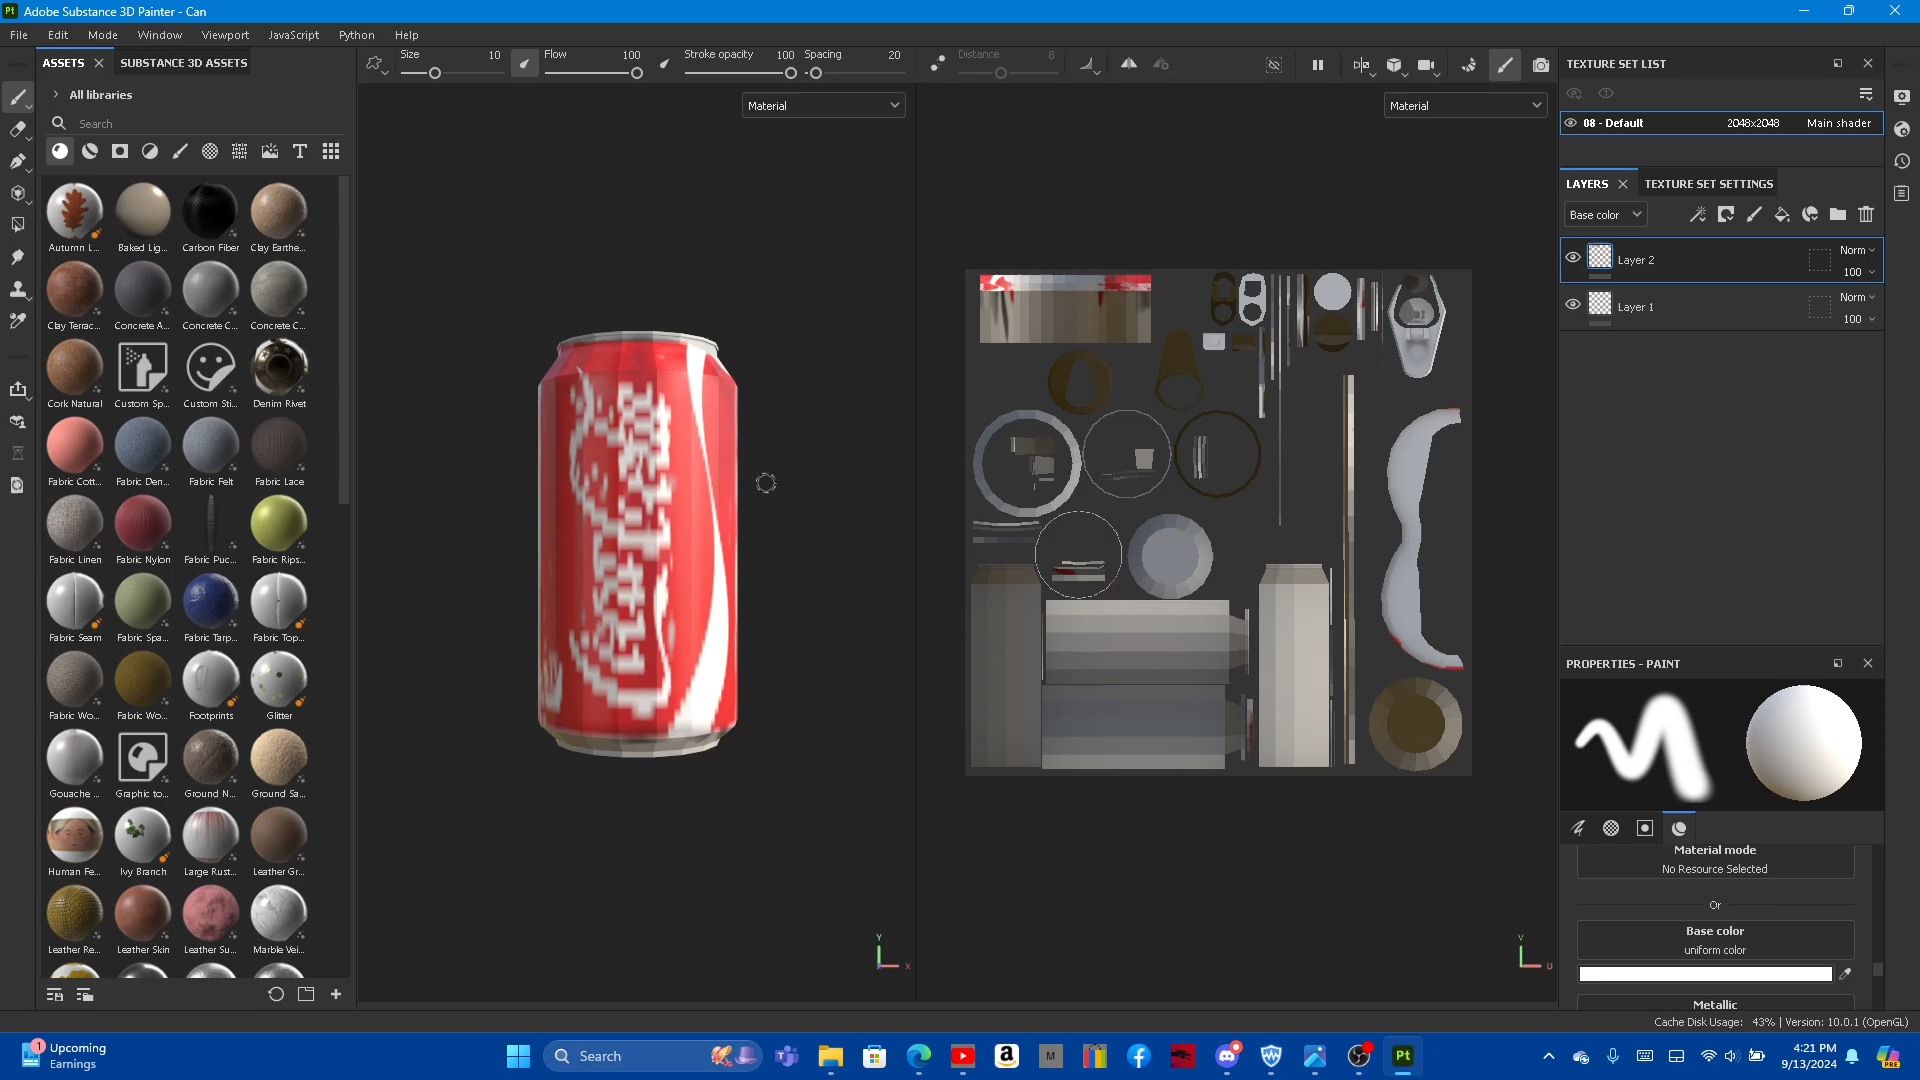 Adobe Substance 3D Painter - Can
File Edit Mode Window Viewport JavaScript Python Help
ASSETS SUBSTANCE 3D ASSETS
Size 10 Flow 100 Stroke opacity 100 Spacing 20 Distance 8
All libraries
Search
Material
Material
Autumn L... Baked Lig... Carbon Fiber Clay Earthe...
Clay Terrac... Concrete A... Concrete C... Concrete C...
Cork Natural Custom Sp... Custom Sti... Denim Rivet
Fabric Cott... Fabric Den... Fabric Felt Fabric Lace
Fabric Linen Fabric Nylon Fabric Puc... Fabric Rips...
Fabric Seam Fabric Spa... Fabric Tarp... Fabric Top...
Fabric Wo... Fabric Wo... Footprints Glitter
Gouache ... Graphic to... Ground N... Ground Sa...
Human Fe... Ivy Branch Large Rust... Leather Gr...
Leather Re... Leather Skin Leather Su... Marble Vei...
Y
X
V
U
TEXTURE SET LIST
08 - Default 2048x2048 Main shader
LAYERS TEXTURE SET SETTINGS
Base color
Layer 2 Norm
100
Layer 1 Norm
100
PROPERTIES - PAINT
Material mode
No Resource Selected
Or
Base color
uniform color
Metallic
Cache Disk Usage: 43% | Version: 10.0.1 (OpenGL)
1
Upcoming
Earnings
Search
Pt
4:21 PM
9/13/2024
PRE